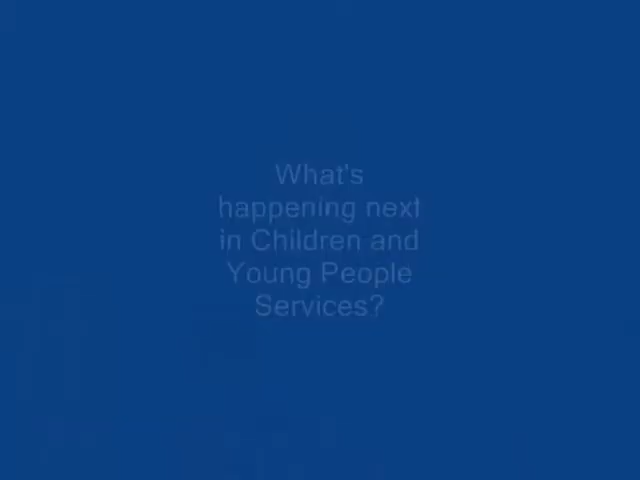 What's
happening next
in Children and
Young People
Services?